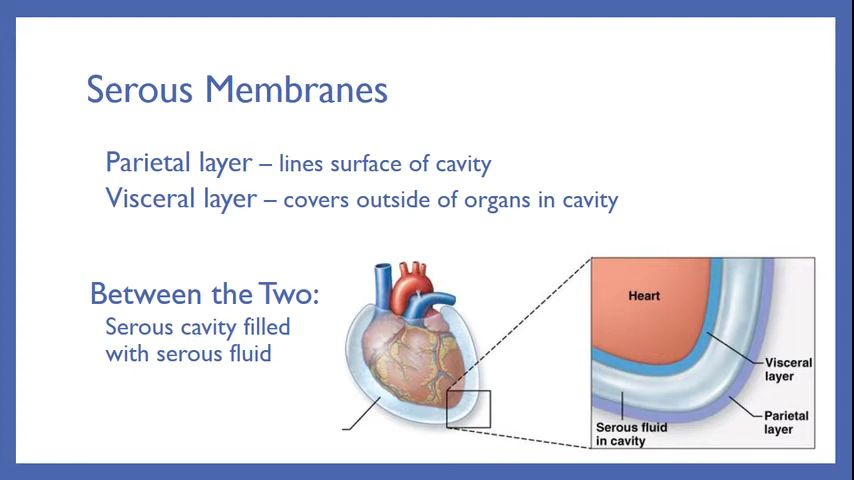 Serous Membranes
Parietal layer – lines surface of cavity
Visceral layer – covers outside of organs in cavity
Between the Two:
Serous cavity filled
with serous fluid
Heart
Visceral
layer
Parietal
layer
Serous fluid
in cavity